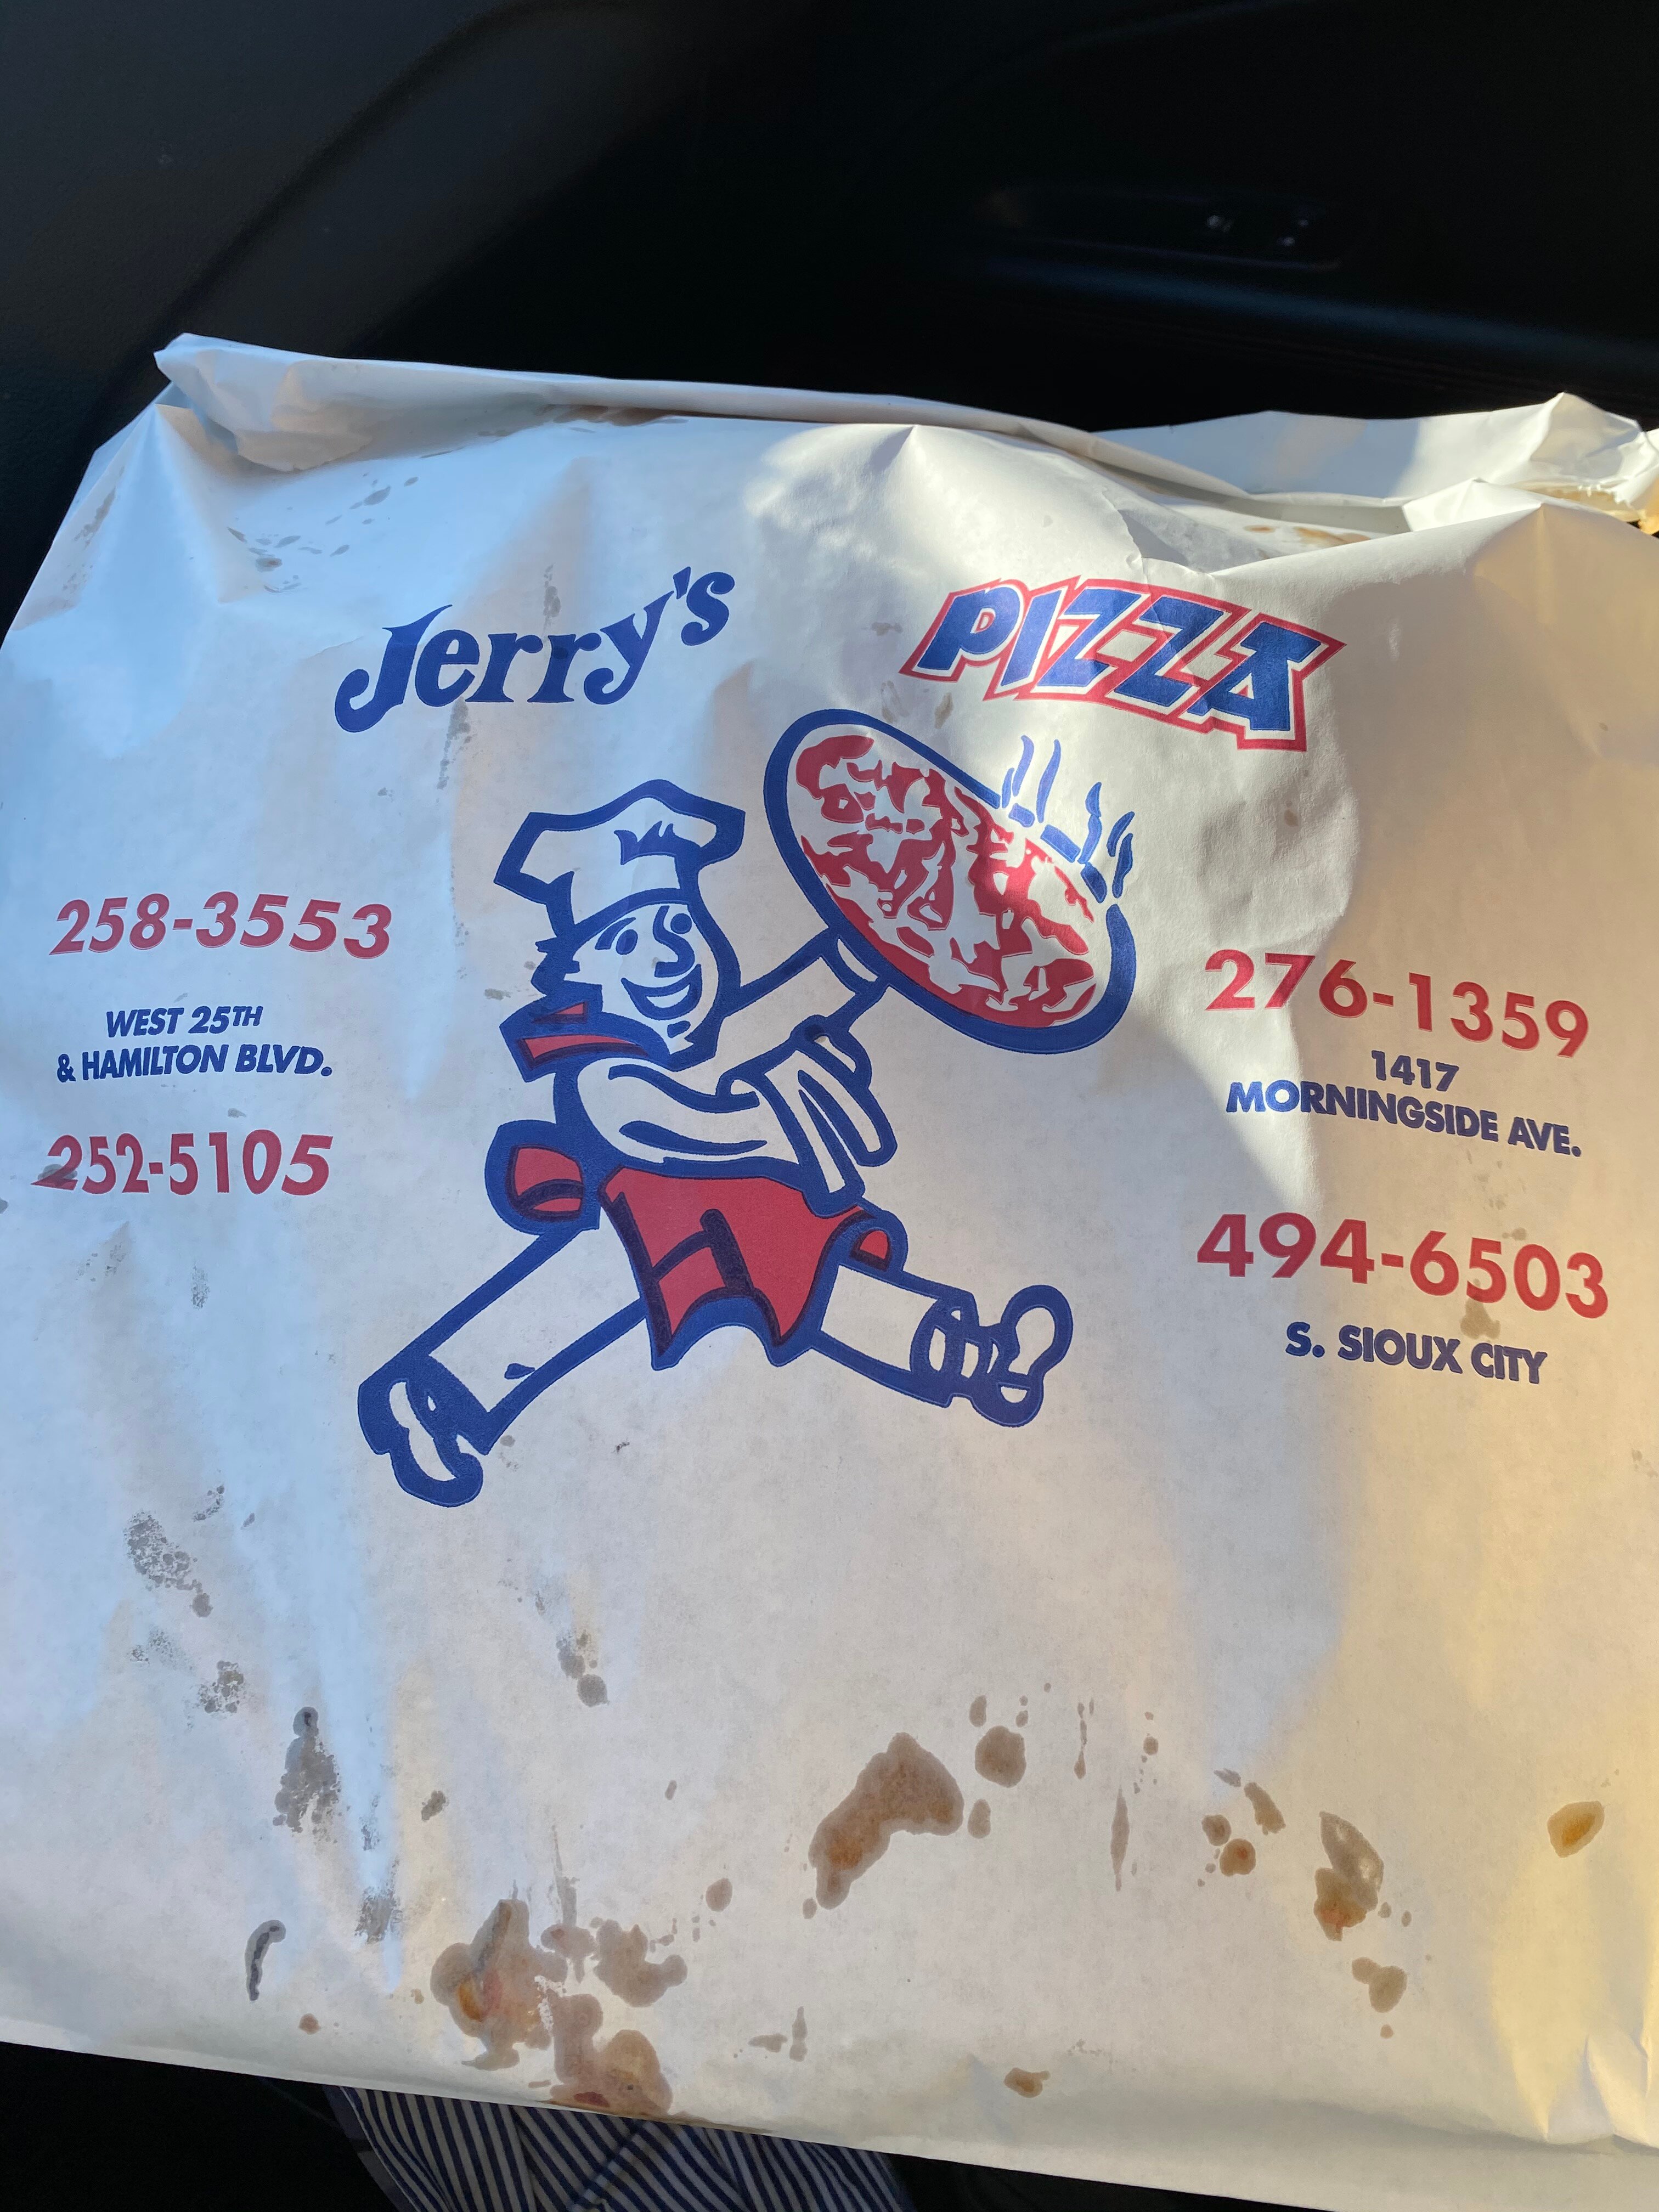 Jerry's PIZZA
258-3553
WEST 25TH
& HAMILTON BLVD.
252-5105
276-1359
1417
MORNINGSIDE AVE.
494-6503
S. SIOUX CITY